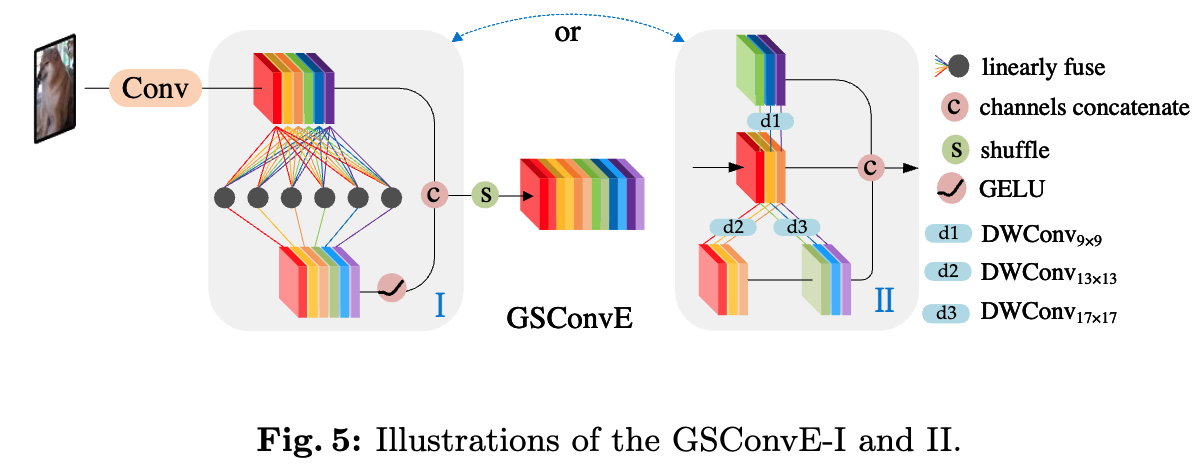 or
Conv
d1
d2
d3
C
S
C
I
II
GSConvE
linearly fuse
C channels concatenate
S shuffle
GELU
d1 DWConv9×9
d2 DWConv13×13
d3 DWConv17×17
Fig. 5: Illustrations of the GSConvE-I and II.